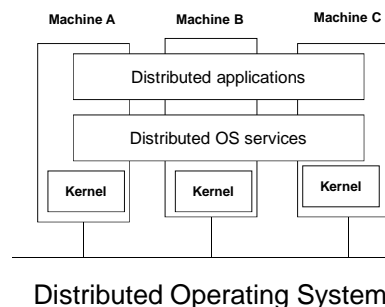 Machine A Machine B Machine C
Distributed applications
Distributed OS services
Kernel Kernel Kernel
Distributed Operating System